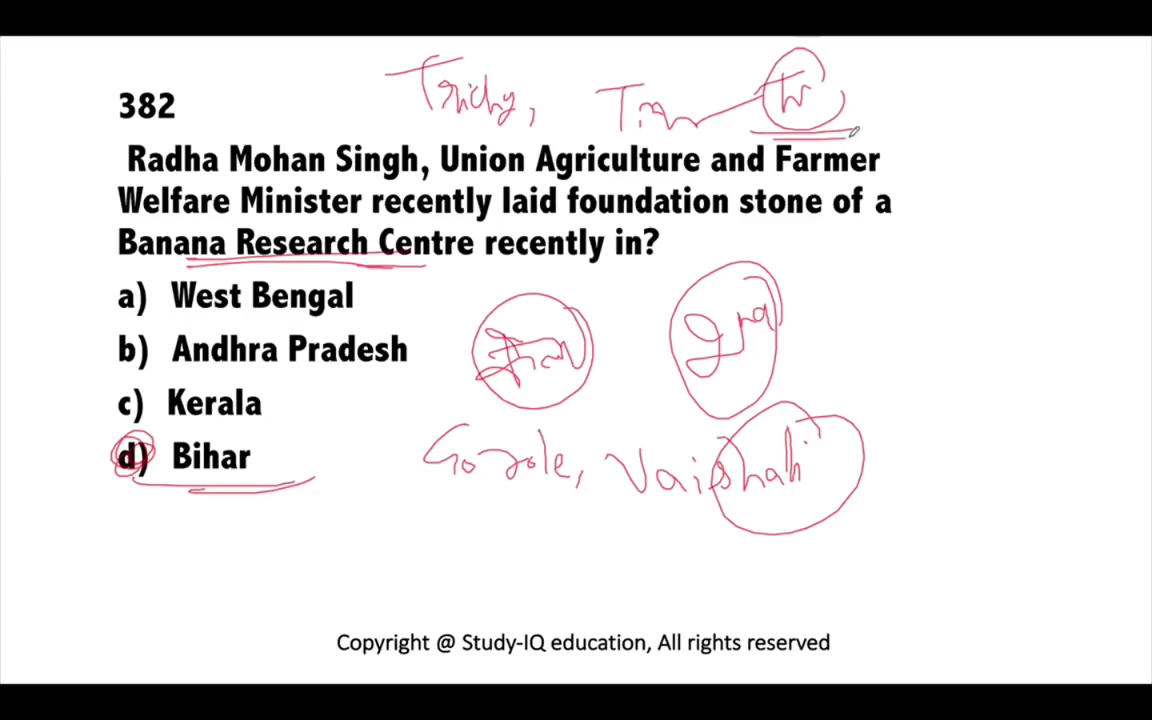 Trichy,
382
Radha Mohan Singh, Union Agriculture and Farmer
Welfare Minister recently laid foundation stone of a
Banana Research Centre recently in?
a) West Bengal
b) Andhra Pradesh
c) Kerala
d) Bihar
Vaishali
Copyright @ Study-IQ education, All rights reserved